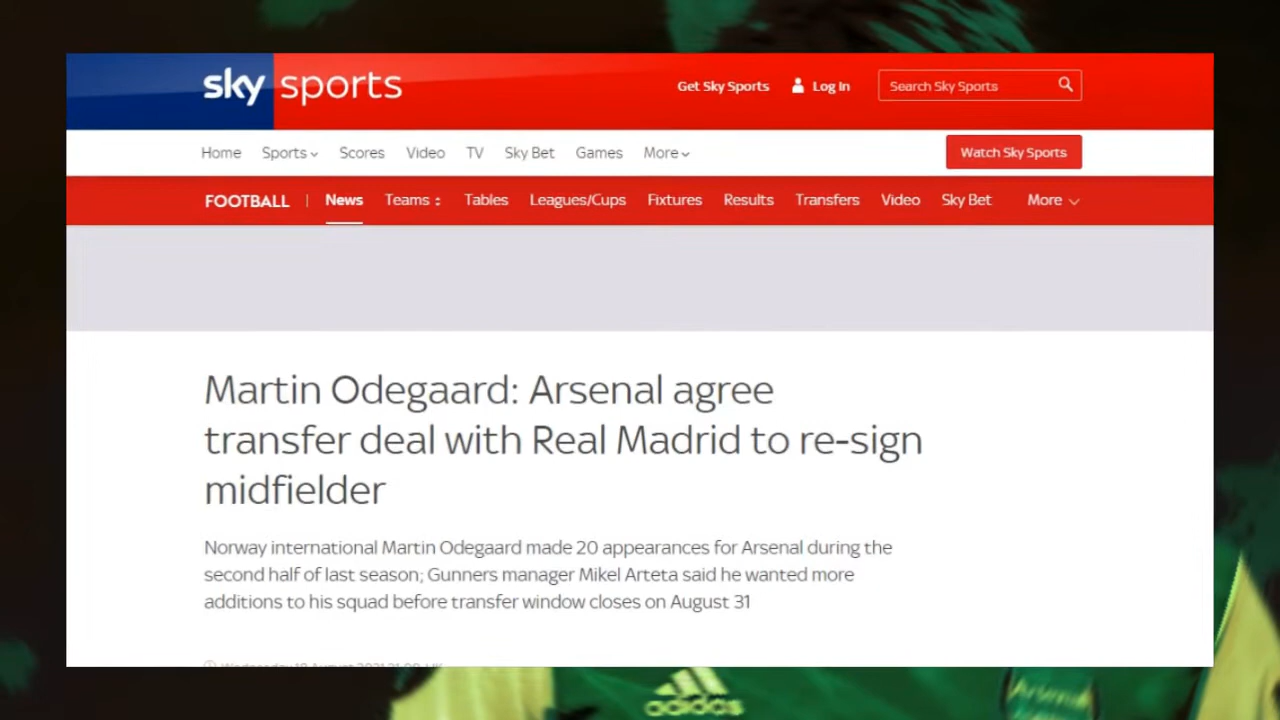 sky sports
Get Sky Sports Log In Search Sky Sports
Home Sports Scores Video TV Sky Bet Games More Watch Sky Sports
FOOTBALL | News Teams Tables Leagues/Cups Fixtures Results Transfers Video Sky Bet More
Martin Odegaard: Arsenal agree
transfer deal with Real Madrid to re-sign
midfielder
Norway international Martin Odegaard made 20 appearances for Arsenal during the
second half of last season; Gunners manager Mikel Arteta said he wanted more
additions to his squad before transfer window closes on August 31
adidas
Arsenal